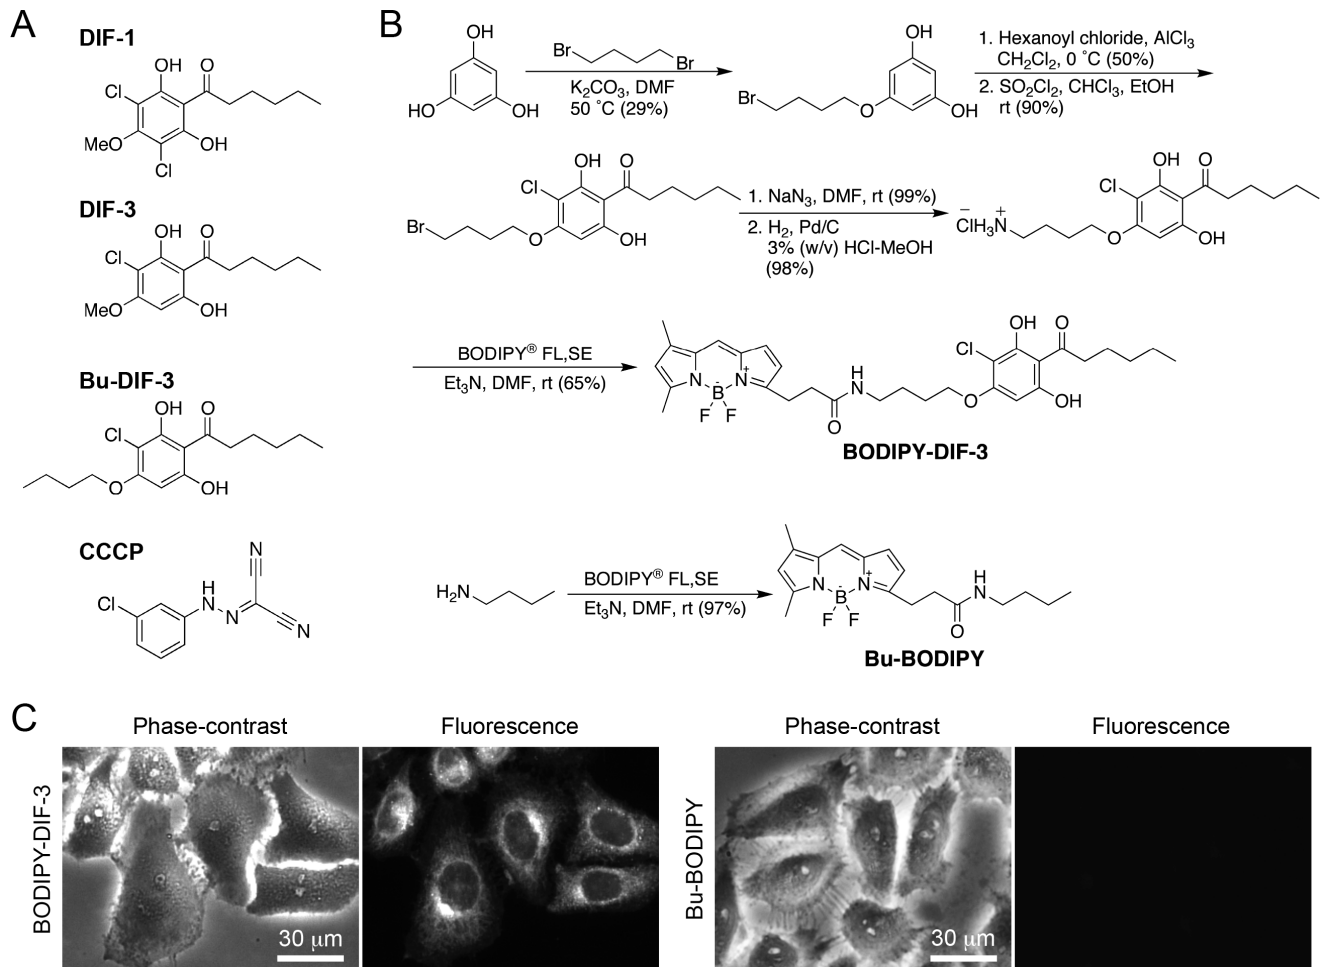 A
B
DIF-1
OH
O
Cl
MeO
OH
Cl
DIF-3
OH
O
Cl
MeO
OH
Bu-DIF-3
OH
O
Cl
O
OH
CCCP
N
H
Cl
N
N
N
OH
HO
OH
Br
Br
K2CO3, DMF
50 ˚C (29%)
OH
Br
O
OH
1. Hexanoyl chloride, AlCl3
CH2Cl2, 0 ˚C (50%)
2. SO2Cl2, CHCl3, EtOH
rt (90%)
OH
O
Cl
Br
O
OH
1. NaN3, DMF, rt (99%)
2. H2, Pd/C
3% (w/v) HCl-MeOH
(98%)
OH
O
Cl
− +
ClH3N
O
OH
BODIPY® FL,SE
Et3N, DMF, rt (65%)
OH
O
Cl
N
- +
B
N
H
N
O
OH
F
F
O
BODIPY-DIF-3
H2N
BODIPY® FL,SE
Et3N, DMF, rt (97%)
N
- +
B
N
H
N
F
F
O
Bu-BODIPY
C
Phase-contrast
Fluorescence
Phase-contrast
Fluorescence
BODIPY-DIF-3
30 μm
Bu-BODIPY
30 μm